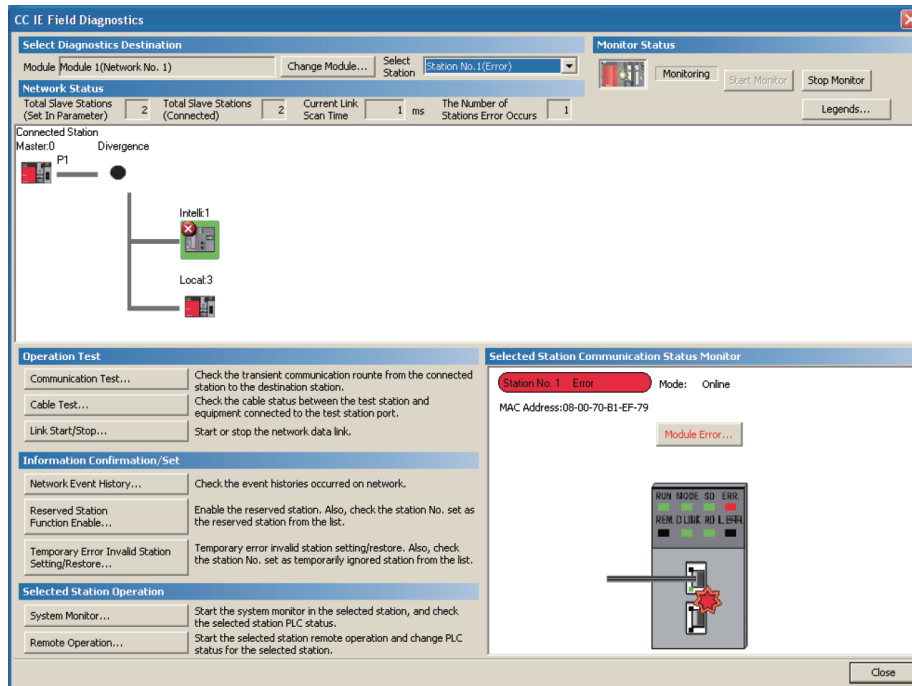 CC IE Field Diagnostics
Select Diagnostics Destination
Module Module 1(Network No. 1) Change Module... Select Station Station No.1(Error)
Monitor Status
Monitoring Start Monitor Stop Monitor
Legends...
Network Status
Total Slave Stations (Set In Parameter) 2 Total Slave Stations (Connected) 2 Current Link Scan Time 1 ms The Number of Stations Error Occurs 1
Connected Station
Master:0 Divergence
P1
Intelli:1
Local:3
Operation Test
Communication Test... Check the transient communication rounte from the connected
station to the destination station.
Cable Test... Check the cable status between the test station and
equipment connected to the test station port.
Link Start/Stop... Start or stop the network data link.
Information Confirmation/Set
Network Event History... Check the event histories occurred on network.
Reserved Station
Function Enable...
Enable the reserved station. Also, check the station No. set as
the reserved station from the list.
Temporary Error Invalid Station
Setting/Restore...
Temporary error invalid station setting/restore. Also, check
the station No. set as temporarily ignored station from the list.
Selected Station Operation
System Monitor... Start the system monitor in the selected station, and check
the selected station PLC status.
Remote Operation... Start the selected station remote operation and change PLC
status for the selected station.
Selected Station Communication Status Monitor
Station No. 1 Error Mode: Online
MAC Address:08-00-70-B1-EF-79
Module Error...
RUN MODE SD ERR.
REM. D LINK RD L ERR
Close